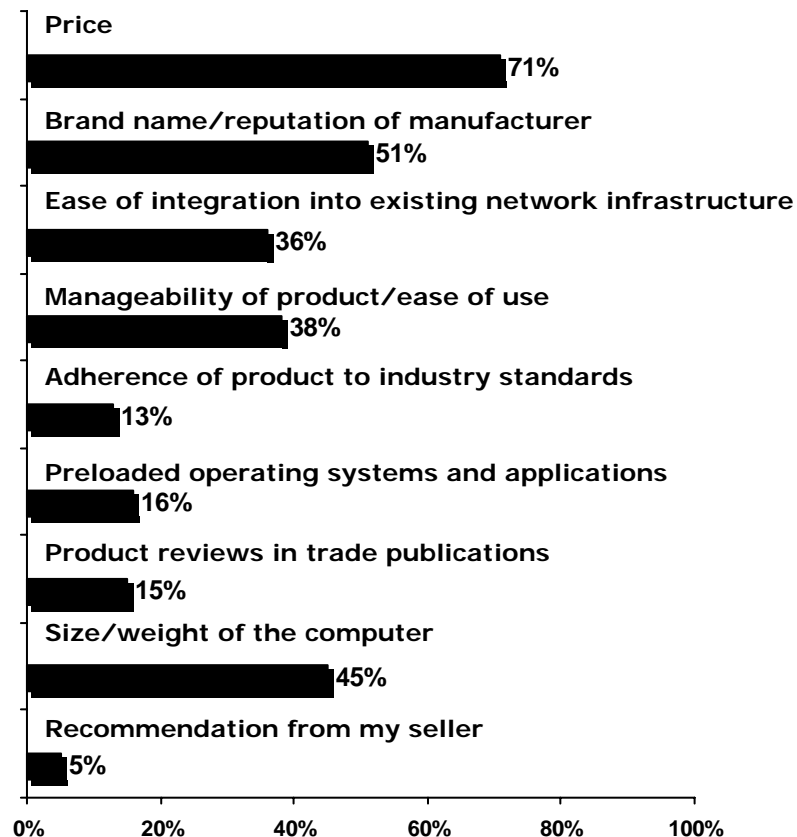 Price
71%
Brand name/reputation of manufacturer
51%
Ease of integration into existing network infrastructure
36%
Manageability of product/ease of use
38%
Adherence of product to industry standards
13%
Preloaded operating systems and applications
16%
Product reviews in trade publications
15%
Size/weight of the computer
45%
Recommendation from my seller
5%
0% 20% 40% 60% 80% 100%